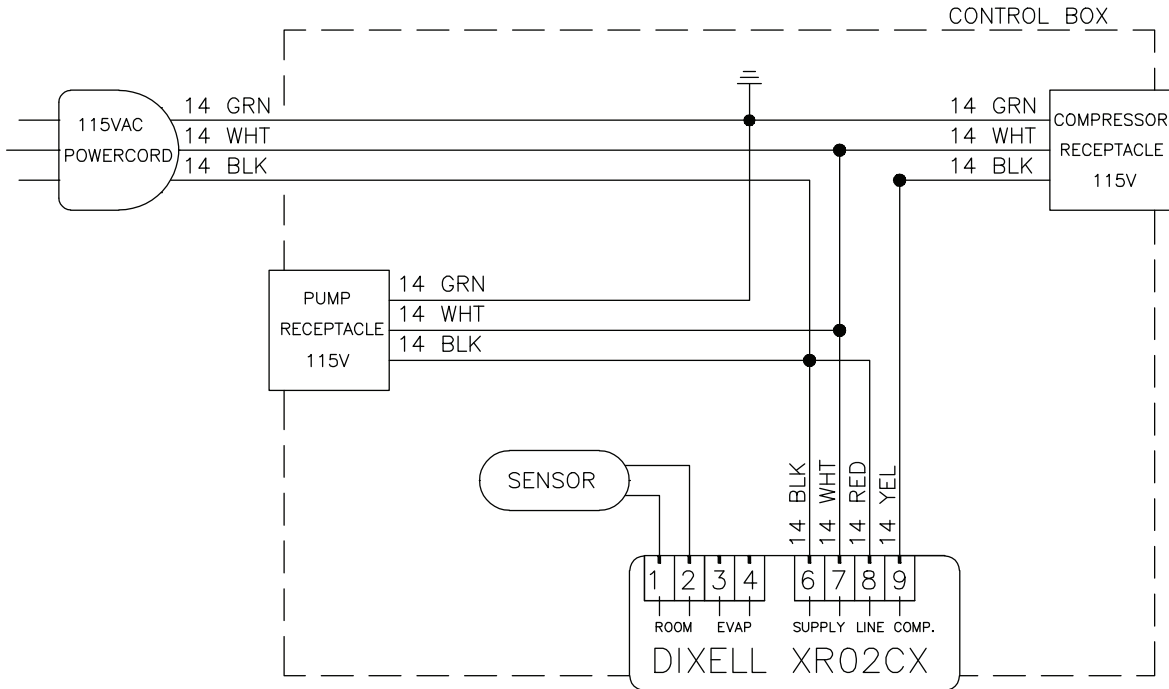 CONTROL BOX
115VAC
POWERCORD
14 GRN
14 WHT
14 BLK
14 GRN
14 WHT
14 BLK
COMPRESSOR
RECEPTACLE
115V
PUMP
RECEPTACLE
115V
14 GRN
14 WHT
14 BLK
SENSOR
14 BLK
14 WHT
14 RED
14 YEL
1 2 3 4 6 7 8 9
ROOM EVAP SUPPLY LINE COMP.
DIXELL XR02CX